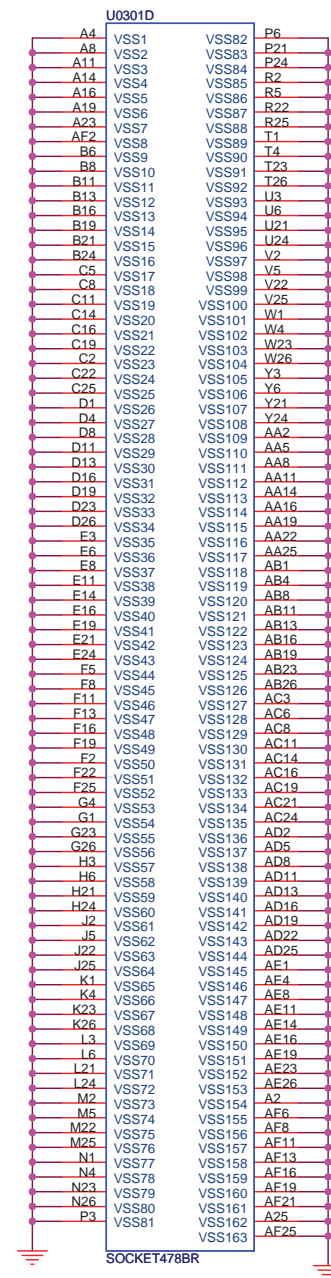 U0301D
A4 VSS1 VSS82 P6
A8 VSS2 VSS83 P21
A11 VSS3 VSS84 P24
A14 VSS4 VSS85 R2
A16 VSS5 VSS86 R5
A19 VSS6 VSS87 R22
A23 VSS7 VSS88 R25
AF2 VSS8 VSS89 T1
B6 VSS9 VSS90 T4
B8 VSS10 VSS91 T23
B11 VSS11 VSS92 T26
B13 VSS12 VSS93 U3
B16 VSS13 VSS94 U6
B19 VSS14 VSS95 U21
B21 VSS15 VSS96 U24
B24 VSS16 VSS97 V2
C5 VSS17 VSS98 V5
C8 VSS18 VSS99 V22
C11 VSS19 VSS100 V25
C14 VSS20 VSS101 W1
C16 VSS21 VSS102 W4
C19 VSS22 VSS103 W23
C2 VSS23 VSS104 W26
C22 VSS24 VSS105 Y3
C25 VSS25 VSS106 Y6
D1 VSS26 VSS107 Y21
D4 VSS27 VSS108 Y24
D8 VSS28 VSS109 AA2
D11 VSS29 VSS110 AA5
D13 VSS30 VSS111 AA8
D16 VSS31 VSS112 AA11
D19 VSS32 VSS113 AA14
D23 VSS33 VSS114 AA16
D26 VSS34 VSS115 AA19
E3 VSS35 VSS116 AA22
E6 VSS36 VSS117 AA25
E8 VSS37 VSS118 AB1
E11 VSS38 VSS119 AB4
E14 VSS39 VSS120 AB8
E16 VSS40 VSS121 AB11
E19 VSS41 VSS122 AB13
E21 VSS42 VSS123 AB16
E24 VSS43 VSS124 AB19
F5 VSS44 VSS125 AB23
F8 VSS45 VSS126 AB26
F11 VSS46 VSS127 AC3
F13 VSS47 VSS128 AC6
F16 VSS48 VSS129 AC8
F19 VSS49 VSS130 AC11
F2 VSS50 VSS131 AC14
F22 VSS51 VSS132 AC16
F25 VSS52 VSS133 AC19
G4 VSS53 VSS134 AC21
G1 VSS54 VSS135 AC24
G23 VSS55 VSS136 AD2
G26 VSS56 VSS137 AD5
H3 VSS57 VSS138 AD8
H6 VSS58 VSS139 AD11
H21 VSS59 VSS140 AD13
H24 VSS60 VSS141 AD16
J2 VSS61 VSS142 AD19
J5 VSS62 VSS143 AD22
J22 VSS63 VSS144 AD25
J25 VSS64 VSS145 AE1
K1 VSS65 VSS146 AE4
K4 VSS66 VSS147 AE8
K23 VSS67 VSS148 AE11
K26 VSS68 VSS149 AE14
L3 VSS69 VSS150 AE16
L6 VSS70 VSS151 AE19
L21 VSS71 VSS152 AE23
L24 VSS72 VSS153 AE26
M2 VSS73 VSS154 A2
M5 VSS74 VSS155 AF6
M22 VSS75 VSS156 AF8
M25 VSS76 VSS157 AF11
N1 VSS77 VSS158 AF13
N4 VSS78 VSS159 AF16
N23 VSS79 VSS160 AF19
N26 VSS80 VSS161 AF21
P3 VSS81 VSS162 A25
VSS163 AF25
SOCKET478BR